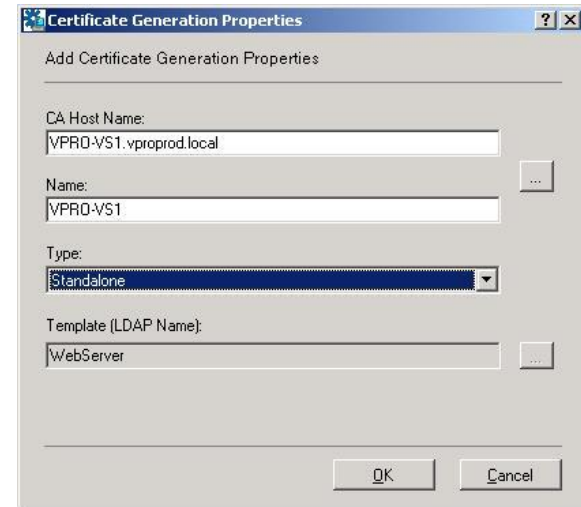 Certificate Generation Properties
Add Certificate Generation Properties
CA Host Name:
VPRO-VS1.vproprod.local
...
Name:
VPRO-VS1
Type:
Standalone
Template (LDAP Name):
WebServer
...
OK
Cancel